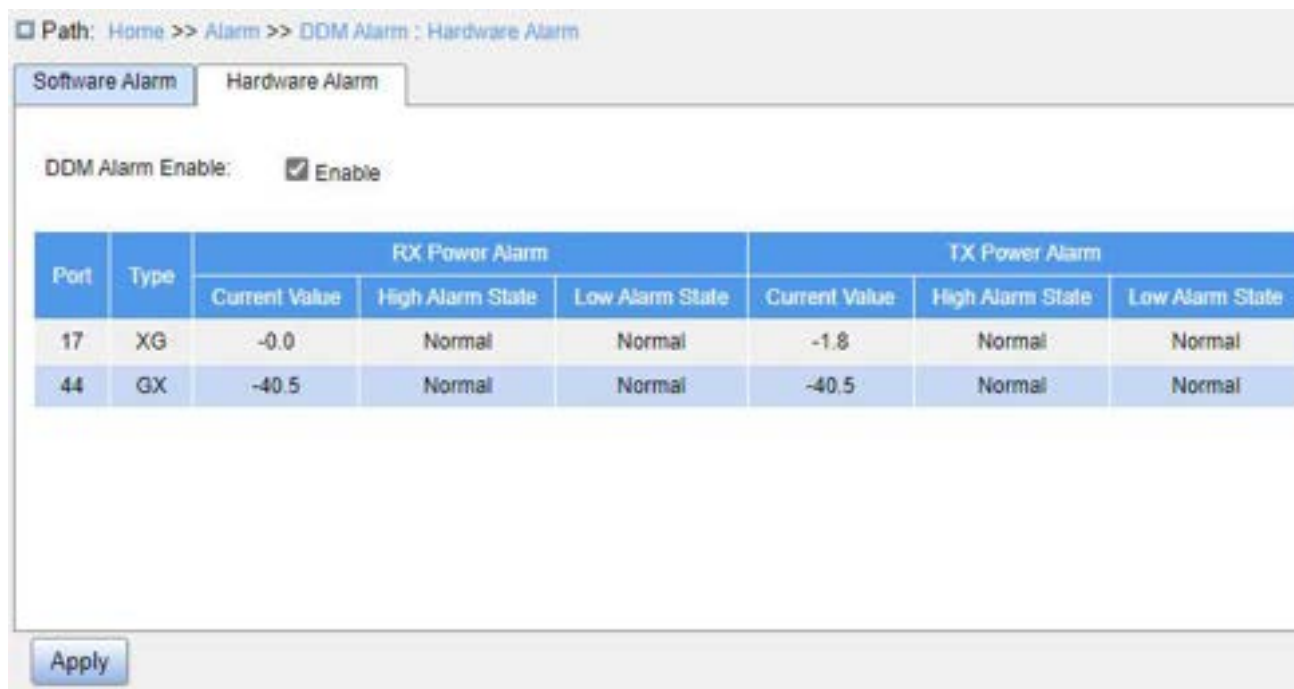 Path: Home >> Alarm >> DDM Alarm : Hardware Alarm
Software Alarm Hardware Alarm
DDM Alarm Enable: Enable
Port Type RX Power Alarm TX Power Alarm
Current Value High Alarm State Low Alarm State Current Value High Alarm State Low Alarm State
17 XG -0.0 Normal Normal -1.8 Normal Normal
44 GX -40.5 Normal Normal -40.5 Normal Normal
Apply